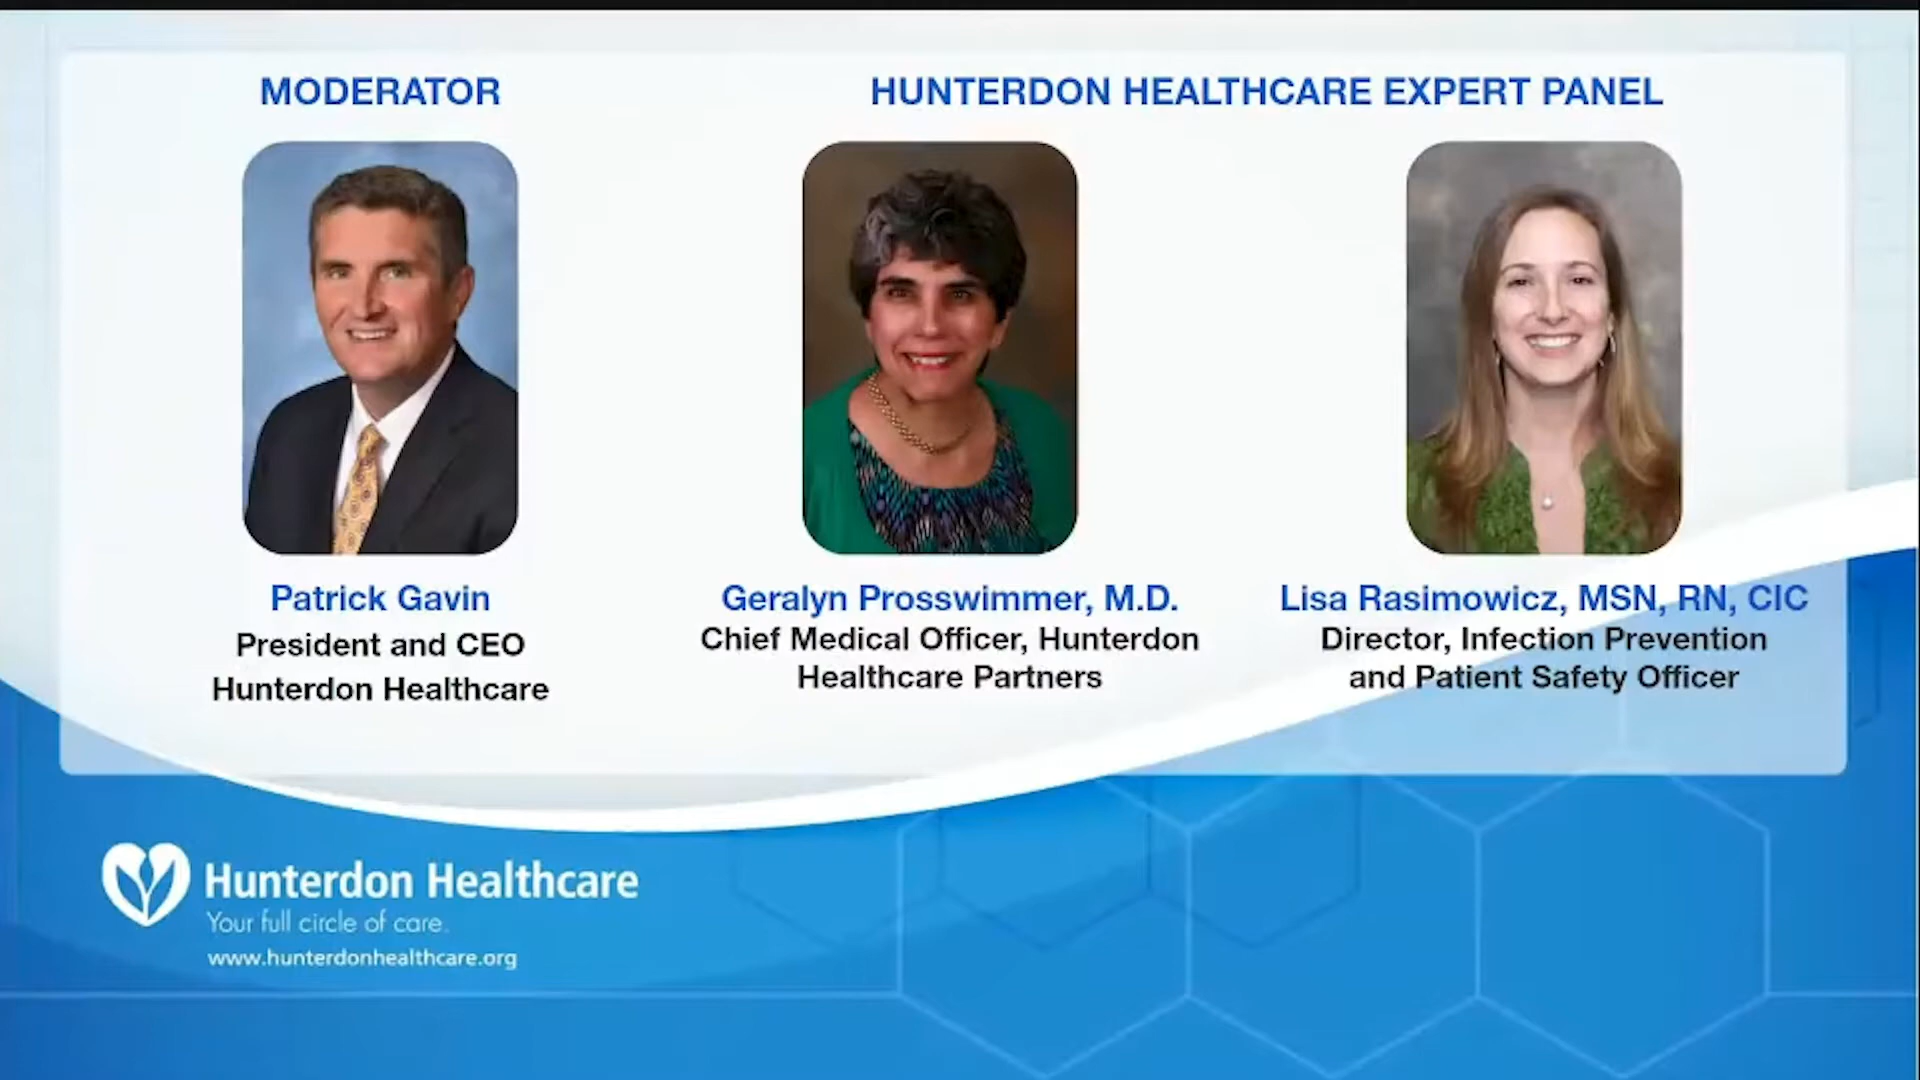 MODERATOR
HUNTERDON HEALTHCARE EXPERT PANEL
Patrick Gavin
President and CEO
Hunterdon Healthcare
Geralyn Prosswimmer, M.D.
Chief Medical Officer, Hunterdon
Healthcare Partners
Lisa Rasimowicz, MSN, RN, CIC
Director, Infection Prevention
and Patient Safety Officer
Hunterdon Healthcare
Your full circle of care.
www.hunterdonhealthcare.org